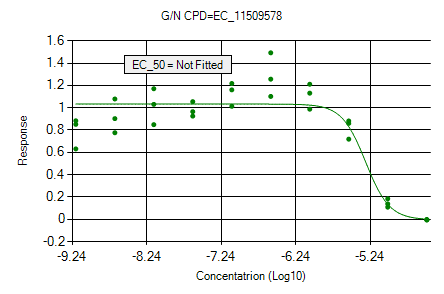 G/N CPD=EC_11509578
1.6
1.4
EC_50 = Not Fitted
1.2
1
0.8
0.6
0.4
0.2
0
-0.2
Response
-9.24 -8.24 -7.24 -6.24 -5.24
Concentatrion (Log10)